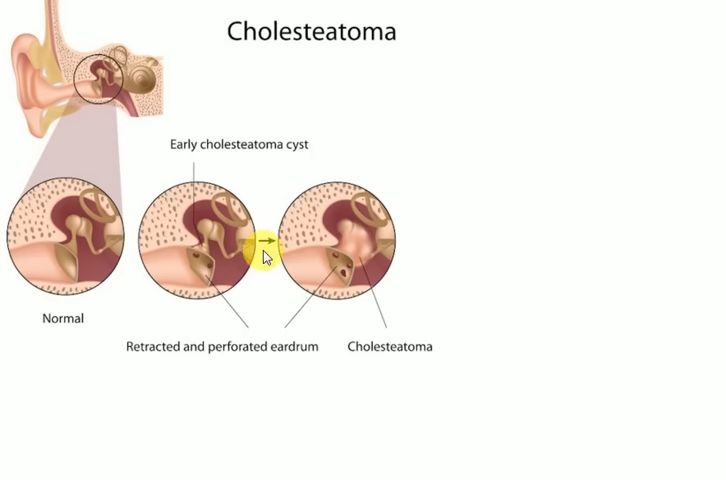 Cholesteatoma
Early cholesteatoma cyst
Normal
Retracted and perforated eardrum
Cholesteatoma